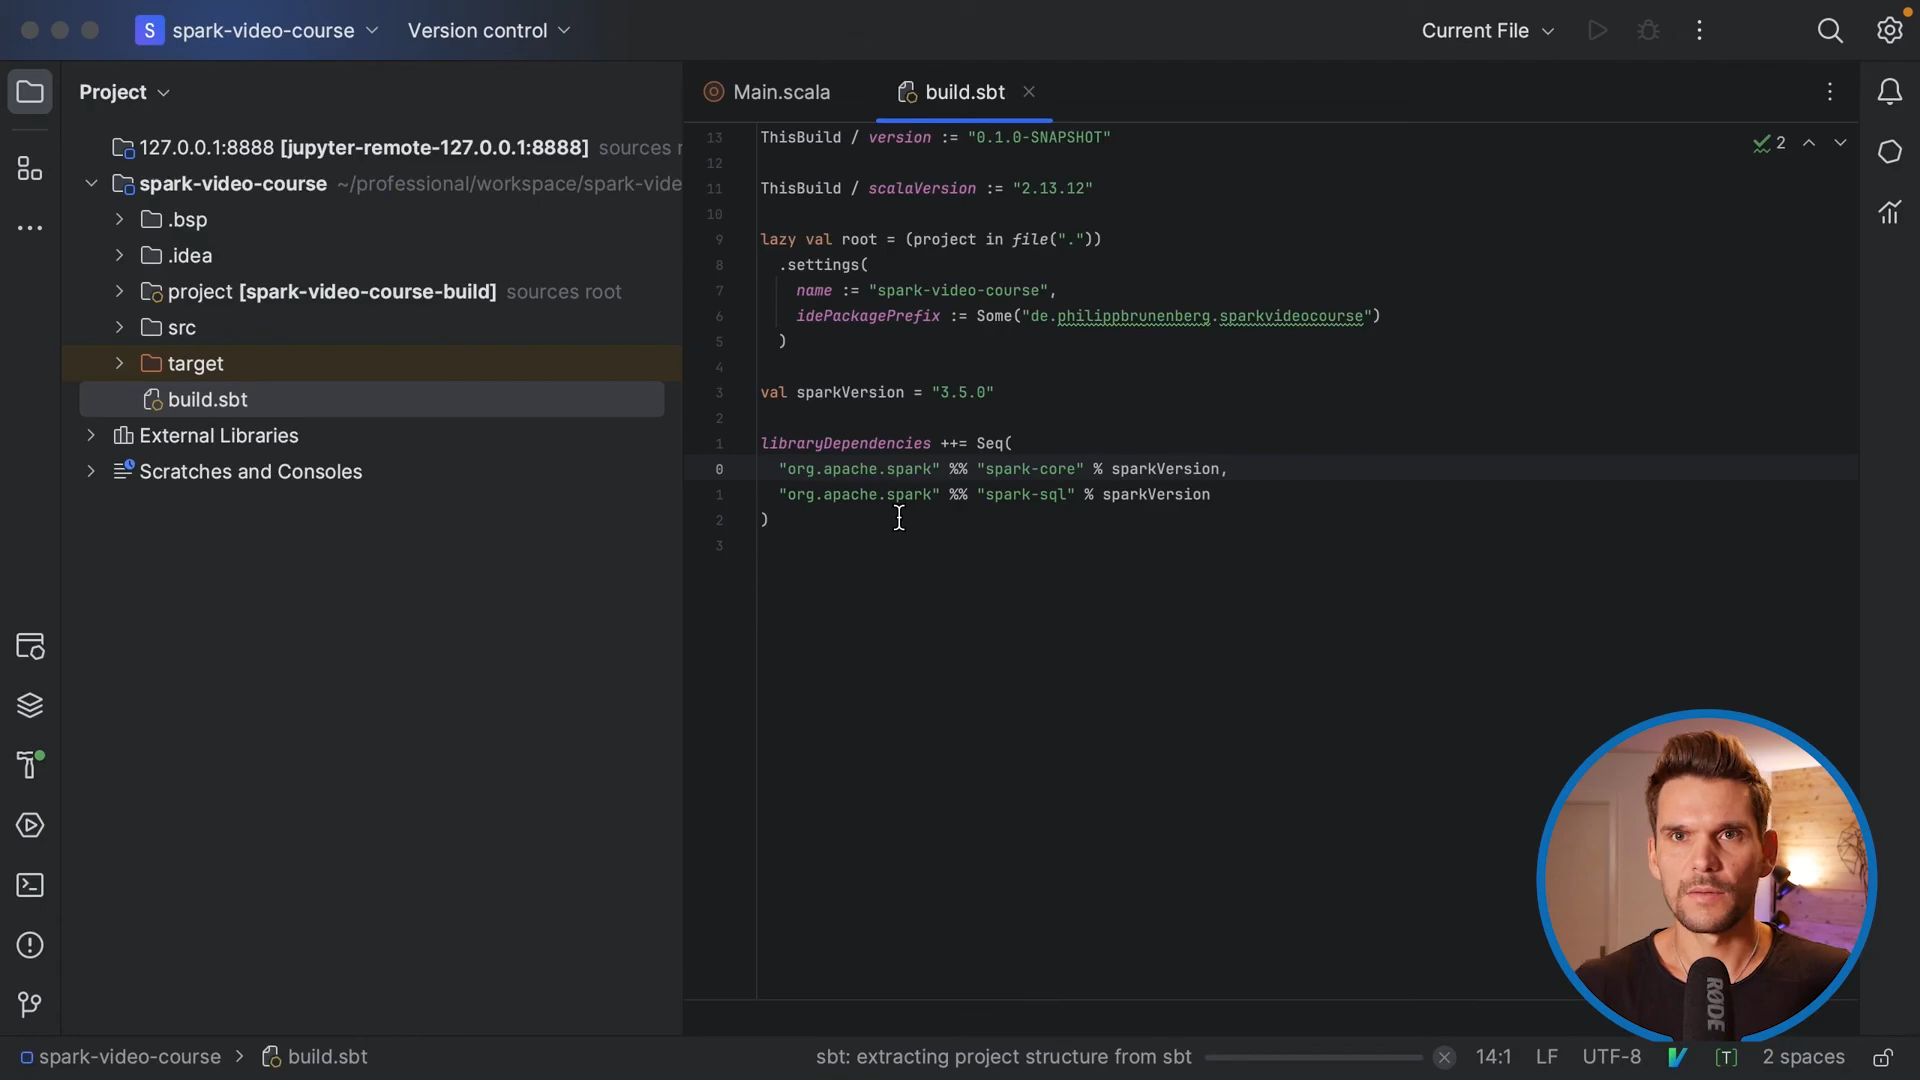 S spark-video-course Version control Current File
Project
Main.scala build.sbt
127.0.0.1:8888 [jupyter-remote-127.0.0.1:8888] sources r
spark-video-course ~/professional/workspace/spark-vide
.bsp
.idea
project [spark-video-course-build] sources root
src
target
build.sbt
External Libraries
Scratches and Consoles
2
13 ThisBuild / version := "0.1.0-SNAPSHOT"
12
11 ThisBuild / scalaVersion := "2.13.12"
10
9 lazy val root = (project in file("."))
8 .settings(
7 name := "spark-video-course",
6 idePackagePrefix := Some("de.philippbrunenberg.sparkvideocourse")
5 )
4
3 val sparkVersion = "3.5.0"
2
1 libraryDependencies ++= Seq(
0 "org.apache.spark" %% "spark-core" % sparkVersion,
1 "org.apache.spark" %% "spark-sql" % sparkVersion
2 )
3
RØDE
spark-video-course > build.sbt sbt: extracting project structure from sbt 14:1 LF UTF-8 [T] 2 spaces